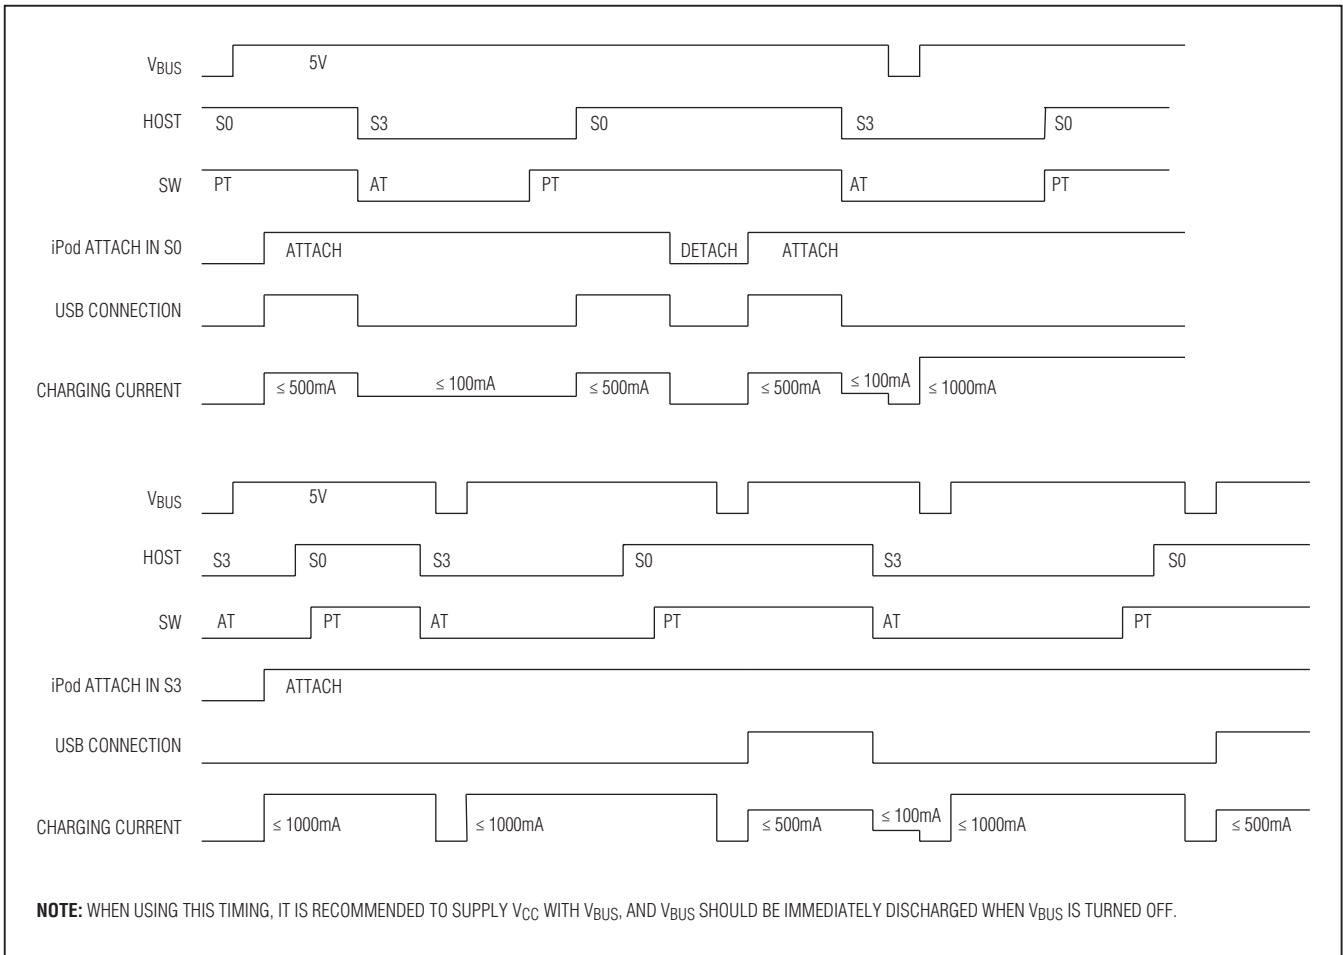 VBUS 5V
HOST S0 S3 S0 S3 S0
SW PT AT PT AT PT
iPod ATTACH IN S0 ATTACH DETACH ATTACH
USB CONNECTION
CHARGING CURRENT ≤ 500mA ≤ 100mA ≤ 500mA ≤ 500mA ≤ 100mA ≤ 1000mA
VBUS 5V
HOST S3 S0 S3 S0 S3 S0
SW AT PT AT PT AT PT
iPod ATTACH IN S3 ATTACH
USB CONNECTION
CHARGING CURRENT ≤ 1000mA ≤ 1000mA ≤ 500mA ≤ 100mA ≤ 1000mA ≤ 500mA
NOTE: WHEN USING THIS TIMING, IT IS RECOMMENDED TO SUPPLY VCC WITH VBUS, AND VBUS SHOULD BE IMMEDIATELY DISCHARGED WHEN VBUS IS TURNED OFF.